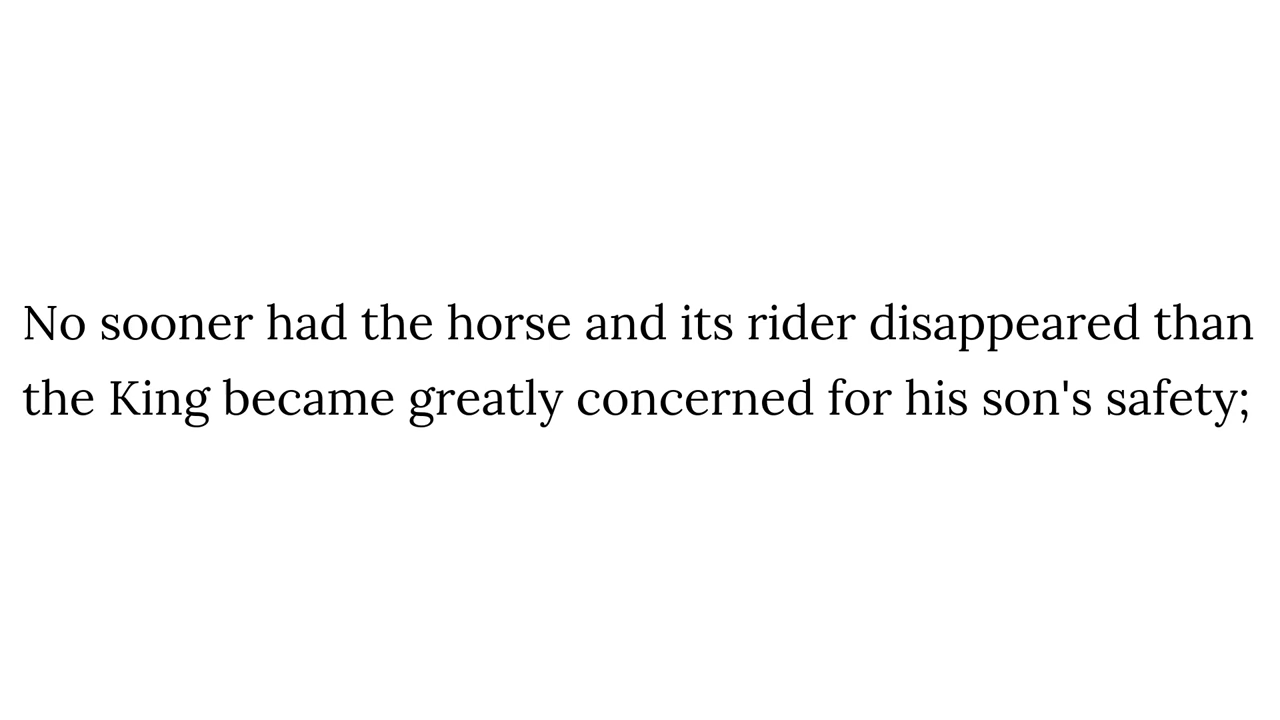 No sooner had the horse and its rider disappeared than
the King became greatly concerned for his son's safety;